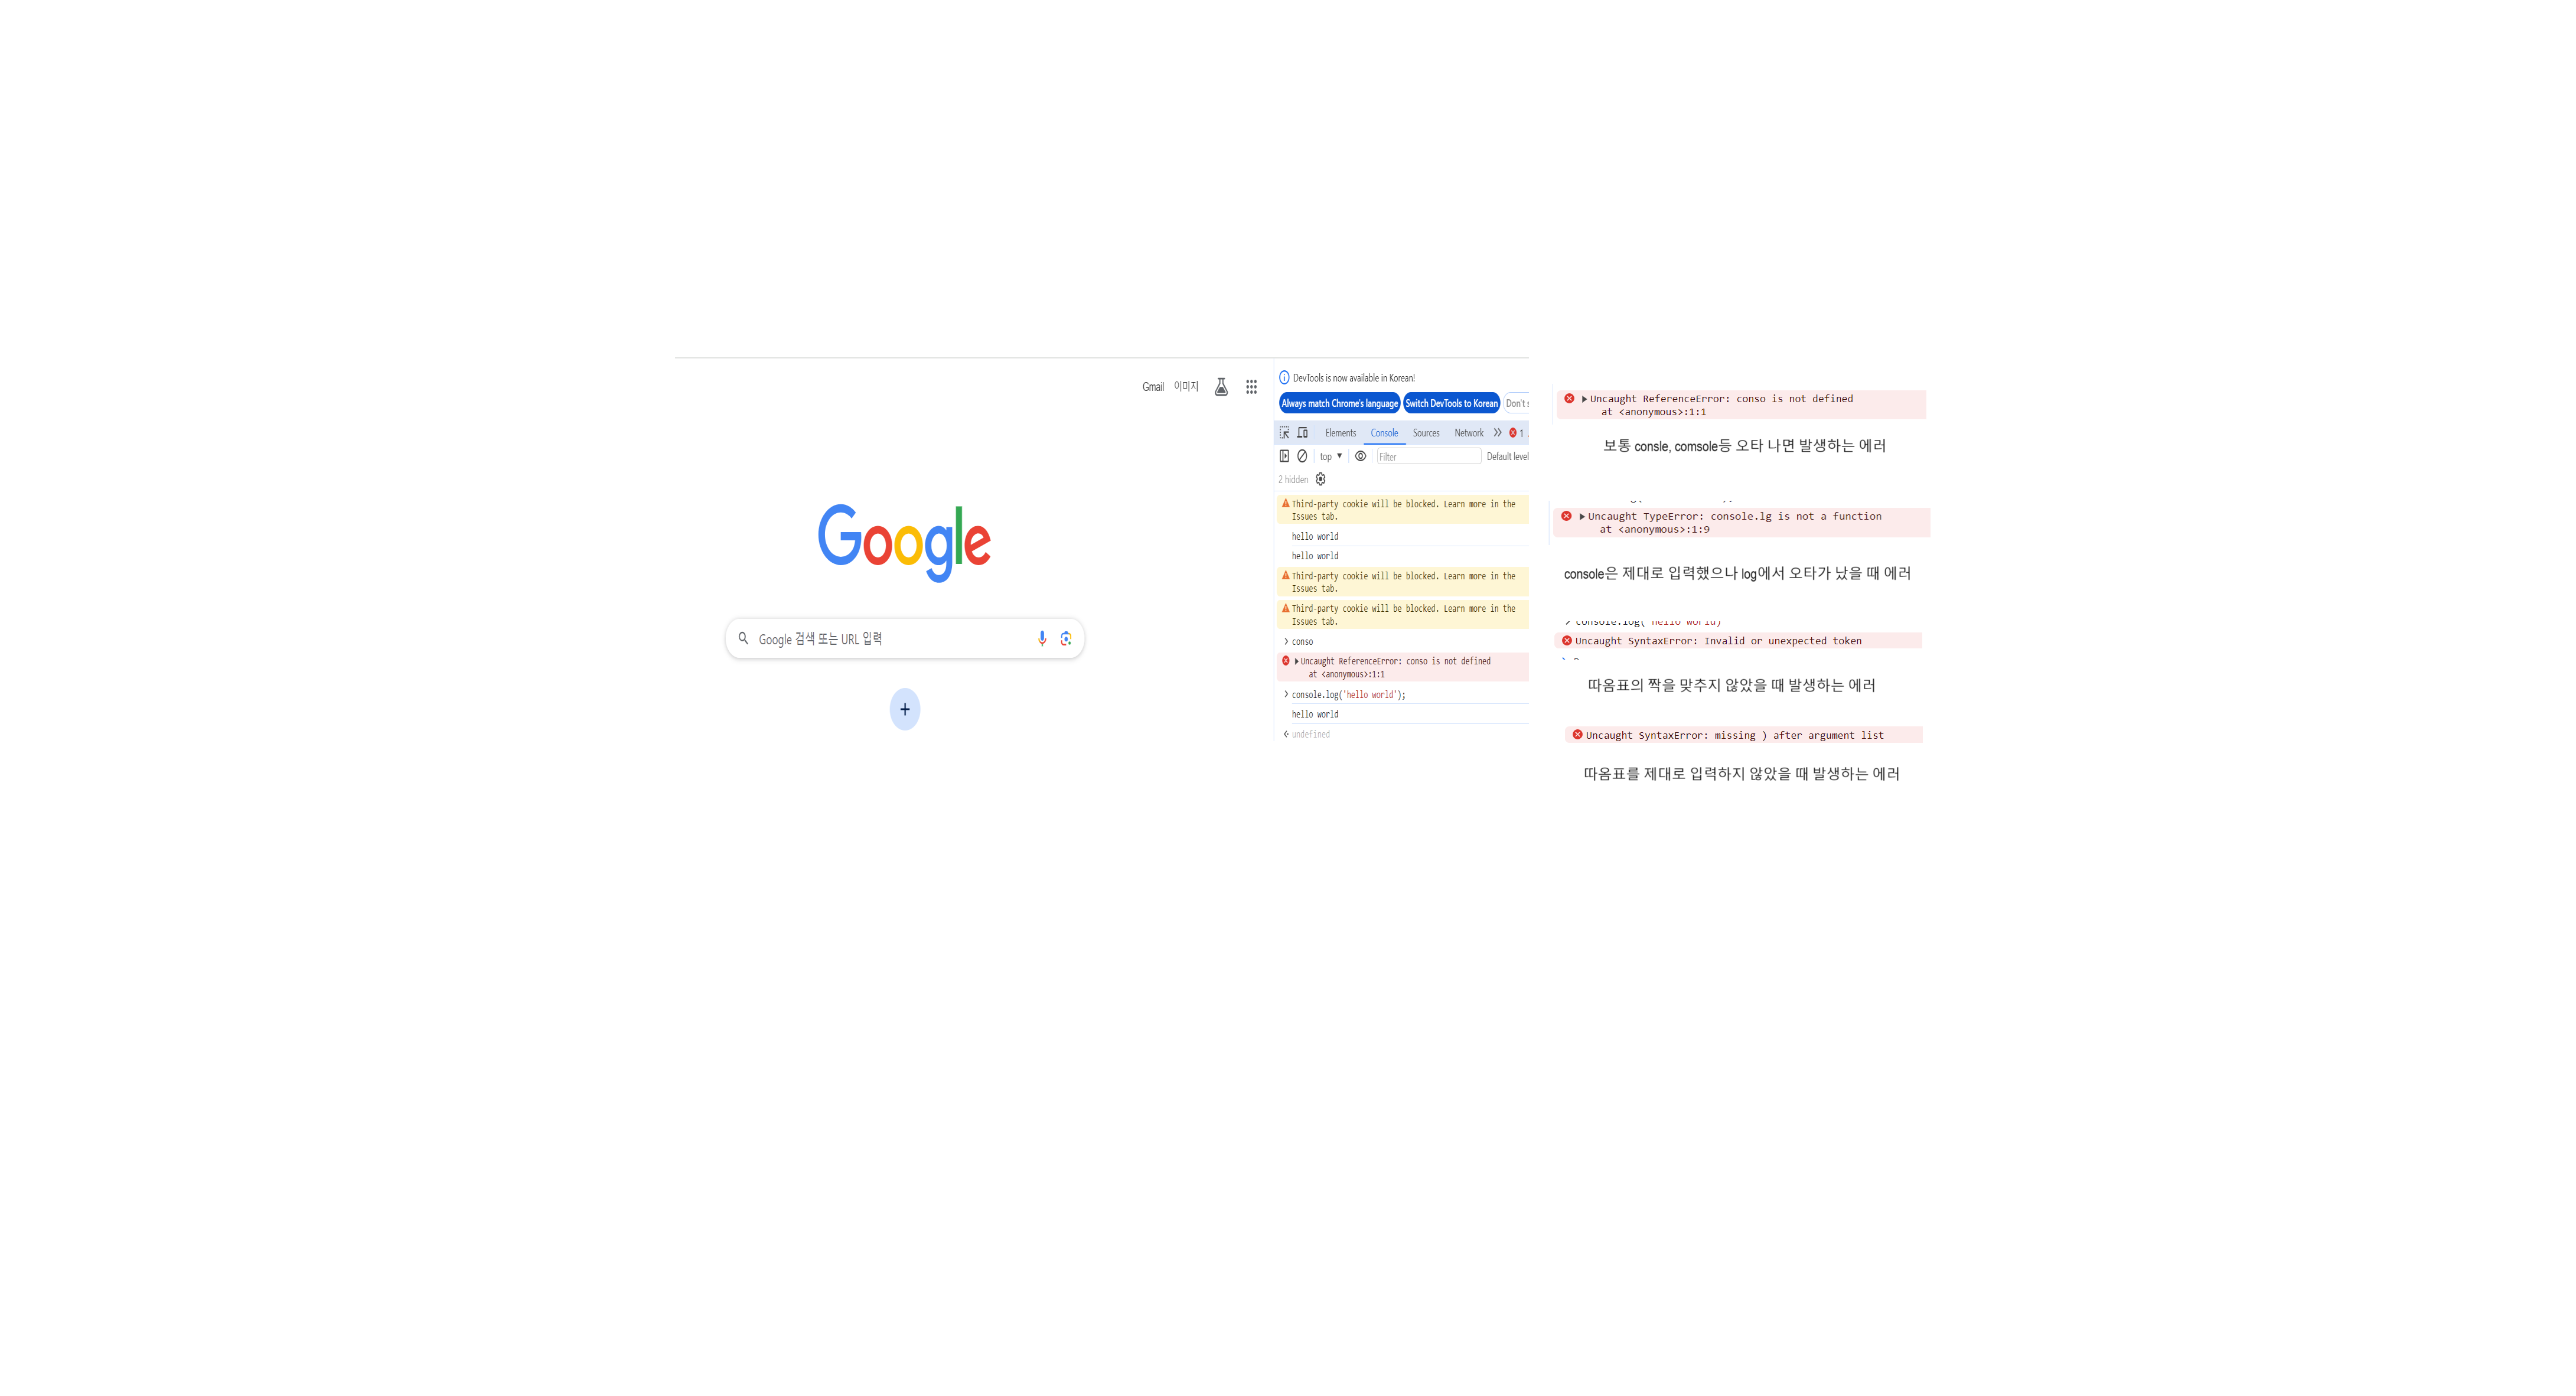 Gmail 이미지
Google
Google 검색 또는 URL 입력
DevTools is now available in Korean!
Always match Chrome's language Switch DevTools to Korean Don't
Elements Console Sources Network 1
top Filter Default level
2 hidden
Third-party cookie will be blocked. Learn more in the
Issues tab.
hello world
hello world
Third-party cookie will be blocked. Learn more in the
Issues tab.
Third-party cookie will be blocked. Learn more in the
Issues tab.
conso
Uncaught ReferenceError: conso is not defined
at <anonymous>:1:1
console.log('hello world');
hello world
undefined
Uncaught ReferenceError: conso is not defined
at <anonymous>:1:1
보통 consle, comsole등 오타 나면 발생하는 에러
Uncaught TypeError: console.lg is not a function
at <anonymous>:1:9
console은 제대로 입력했으나 log에서 오타가 났을 때 에러
console.log('hello world)
Uncaught SyntaxError: Invalid or unexpected token
따옴표의 짝을 맞추지 않았을 때 발생하는 에러
Uncaught SyntaxError: missing ) after argument list
따옴표를 제대로 입력하지 않았을 때 발생하는 에러